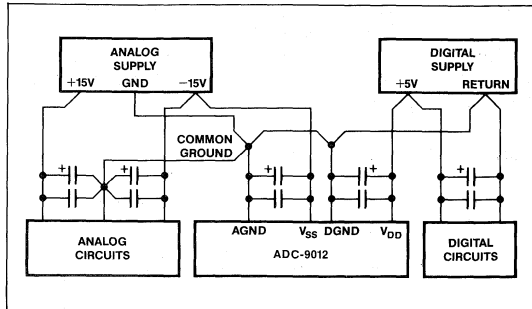 ANALOG SUPPLY
+15V GND −15V
DIGITAL SUPPLY
+5V RETURN
COMMON GROUND
+ + + + +
ANALOG CIRCUITS
AGND VSS DGND VDD
ADC-9012
DIGITAL CIRCUITS